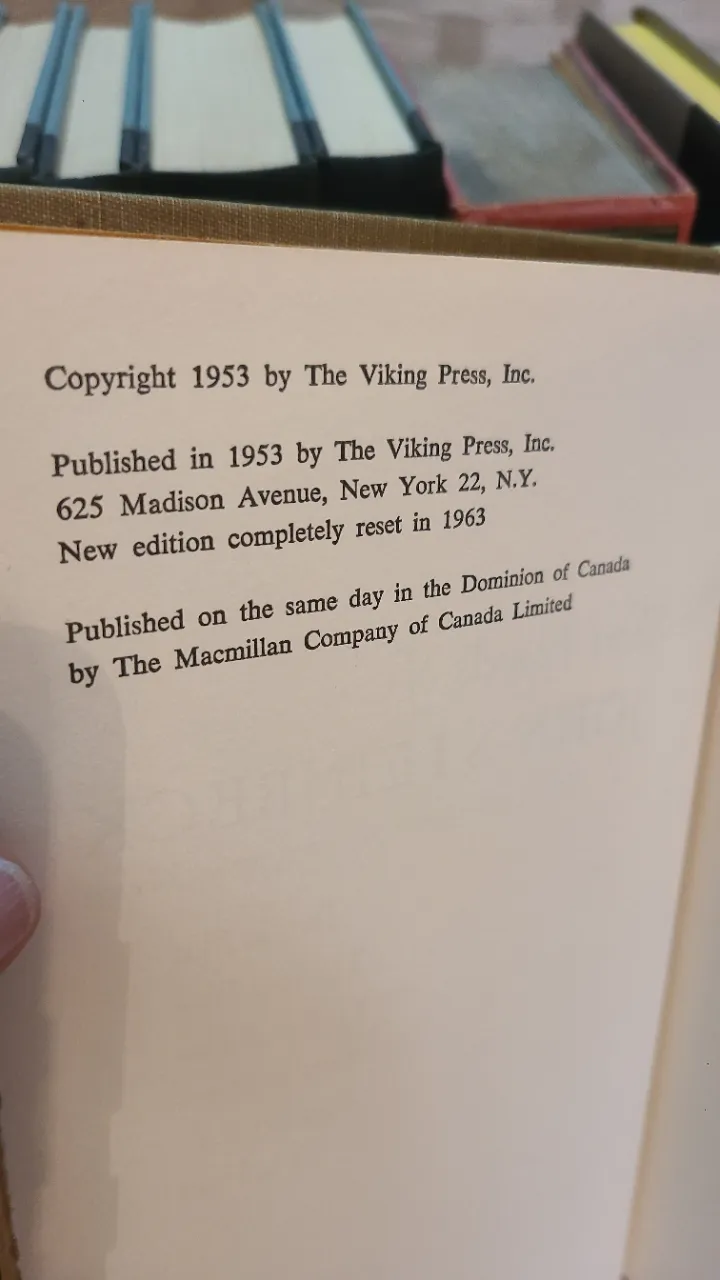 Copyright 1953 by The Viking Press, Inc.
Published in 1953 by The Viking Press, Inc.
625 Madison Avenue, New York 22, N.Y.
New edition completely reset in 1963
Published on the same day in the Dominion of Canada
by The Macmillan Company of Canada Limited